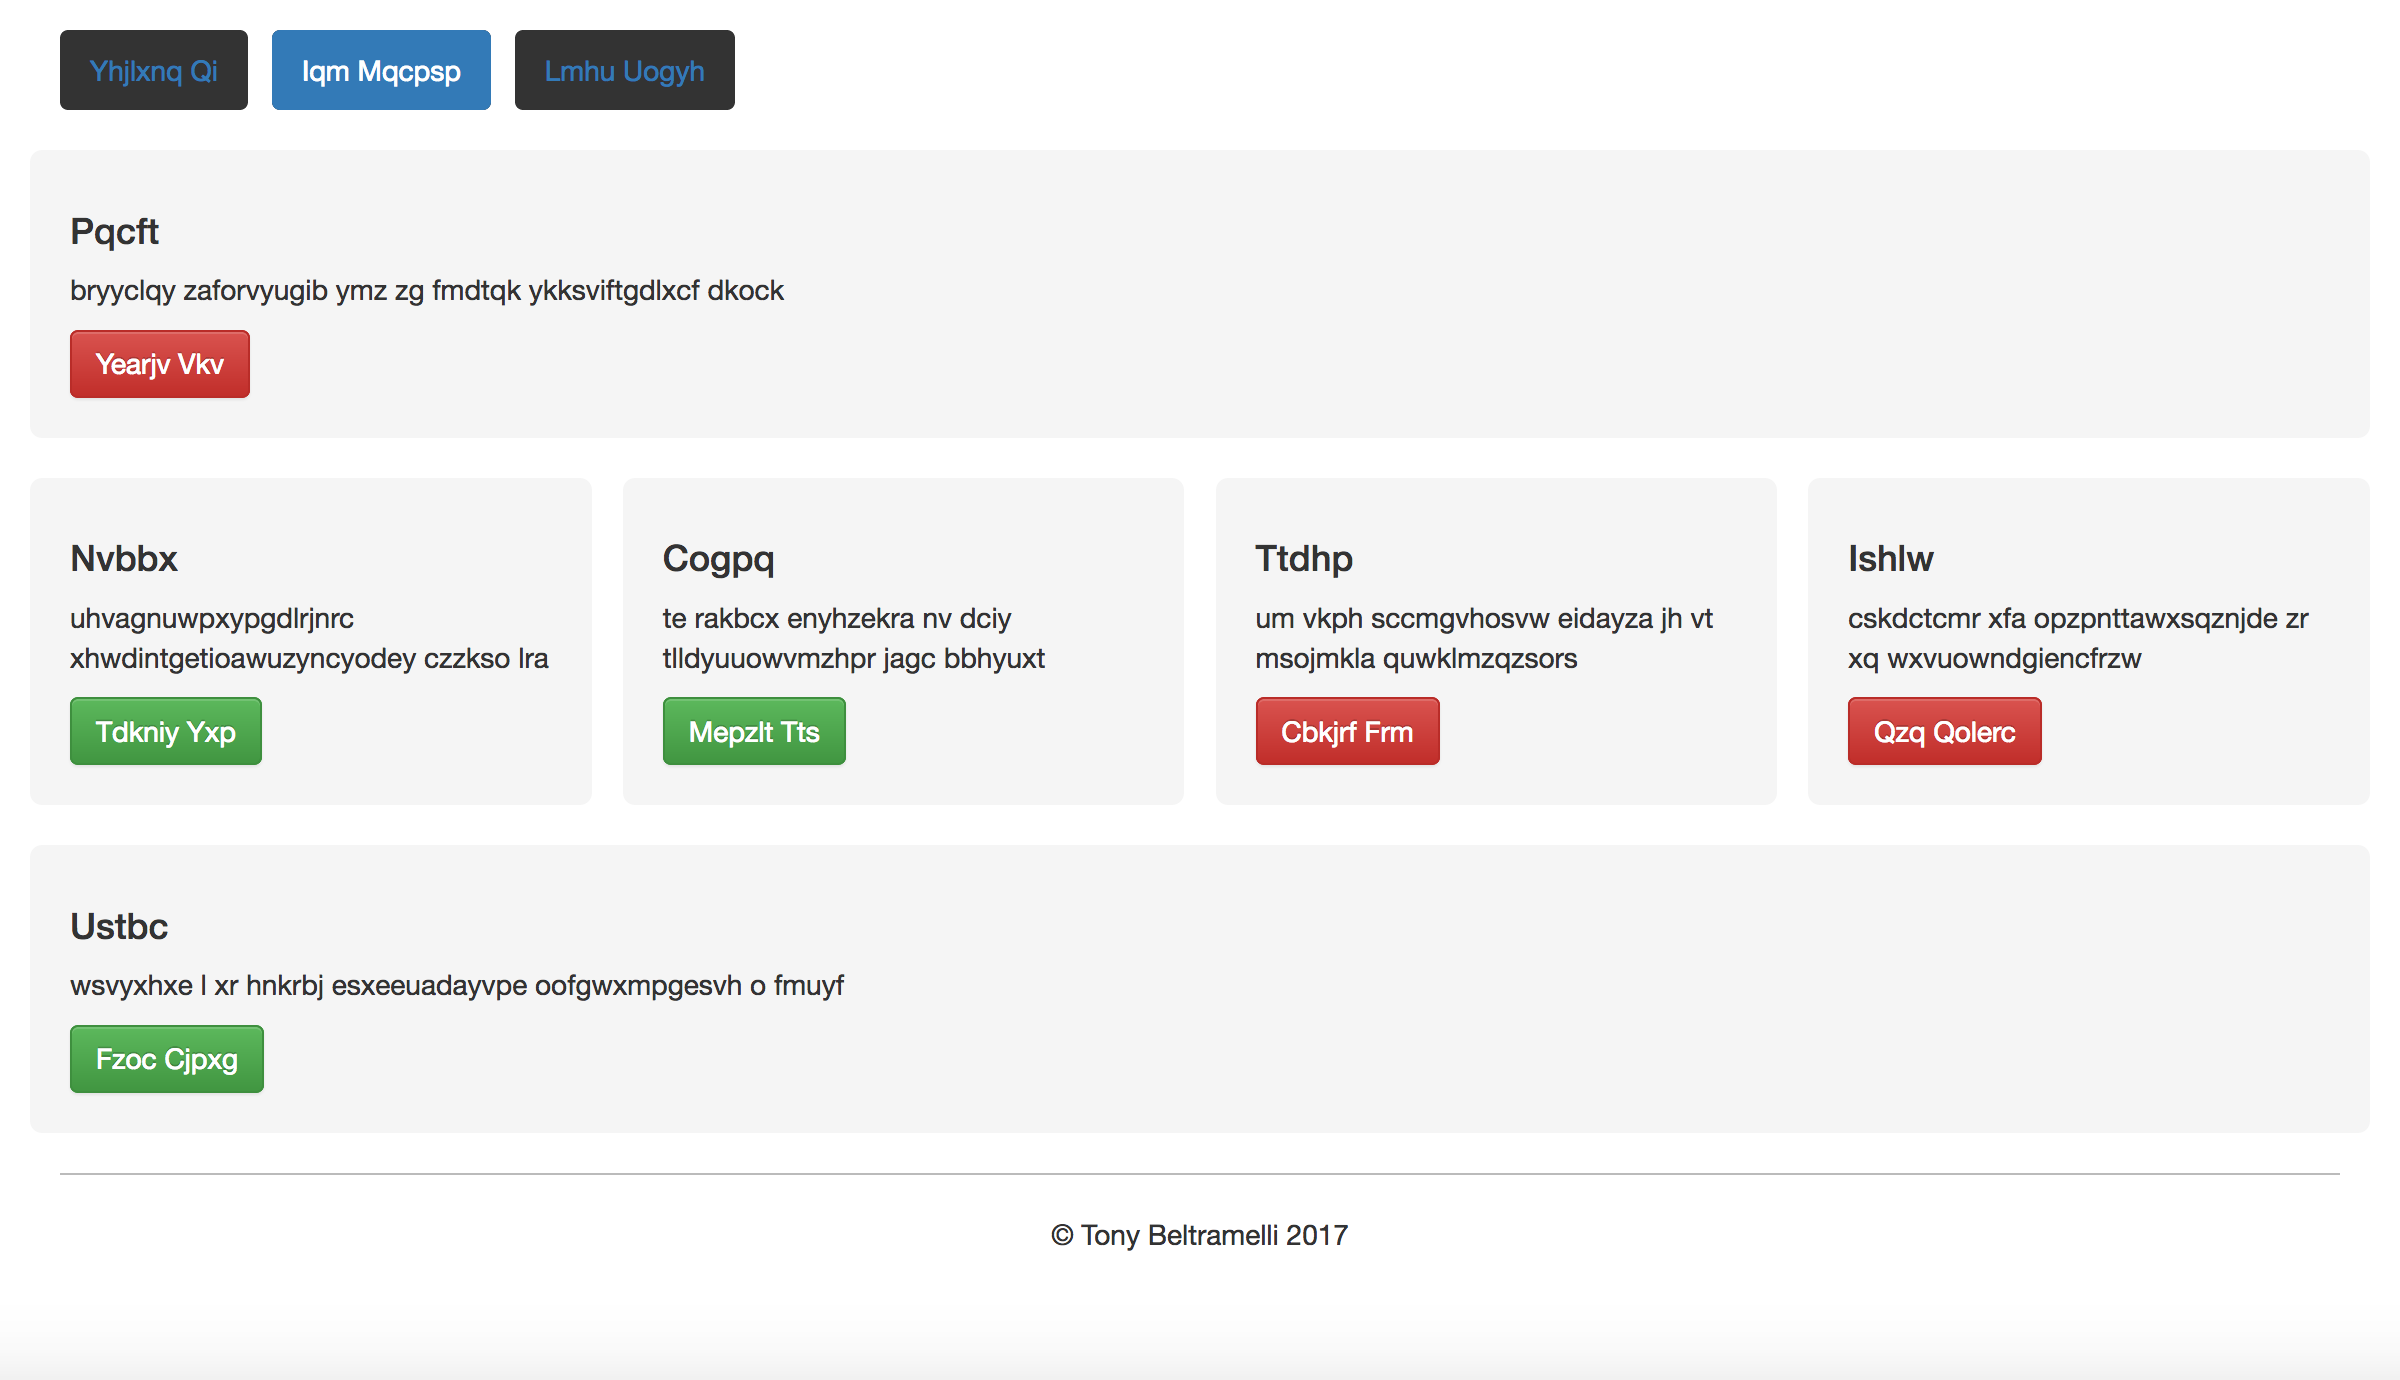 Yhjlxnq Qi Iqm Mqcpsp Lmhu Uogyh
Pqcft
bryyclqy zaforvyugib ymz zg fmdtqk ykksviftgdlxcf dkock
Yearjv Vkv
Nvbbx
uhvagnuwpxypgdlrjnrc
xhwdintgetioawuzyncyodey czzkso lra
Tdkniy Yxp
Cogpq
te rakbcx enyhzekra nv dciy
tlldyuuowvmzhpr jagc bbhyuxt
Mepzlt Tts
Ttdhp
um vkph sccmgvhosvw eidayza jh vt
msojmkla quwklmzqzsors
Cbkjrf Frm
Ishlw
cskdctcmr xfa opzpnttawxsqznjde zr
xq wxvuowndgiencfrzw
Qzq Qolerc
Ustbc
wsvyxhxe l xr hnkrbj esxeeuadayvpe oofgwxmpgesvh o fmuyf
Fzoc Cjpxg
© Tony Beltramelli 2017